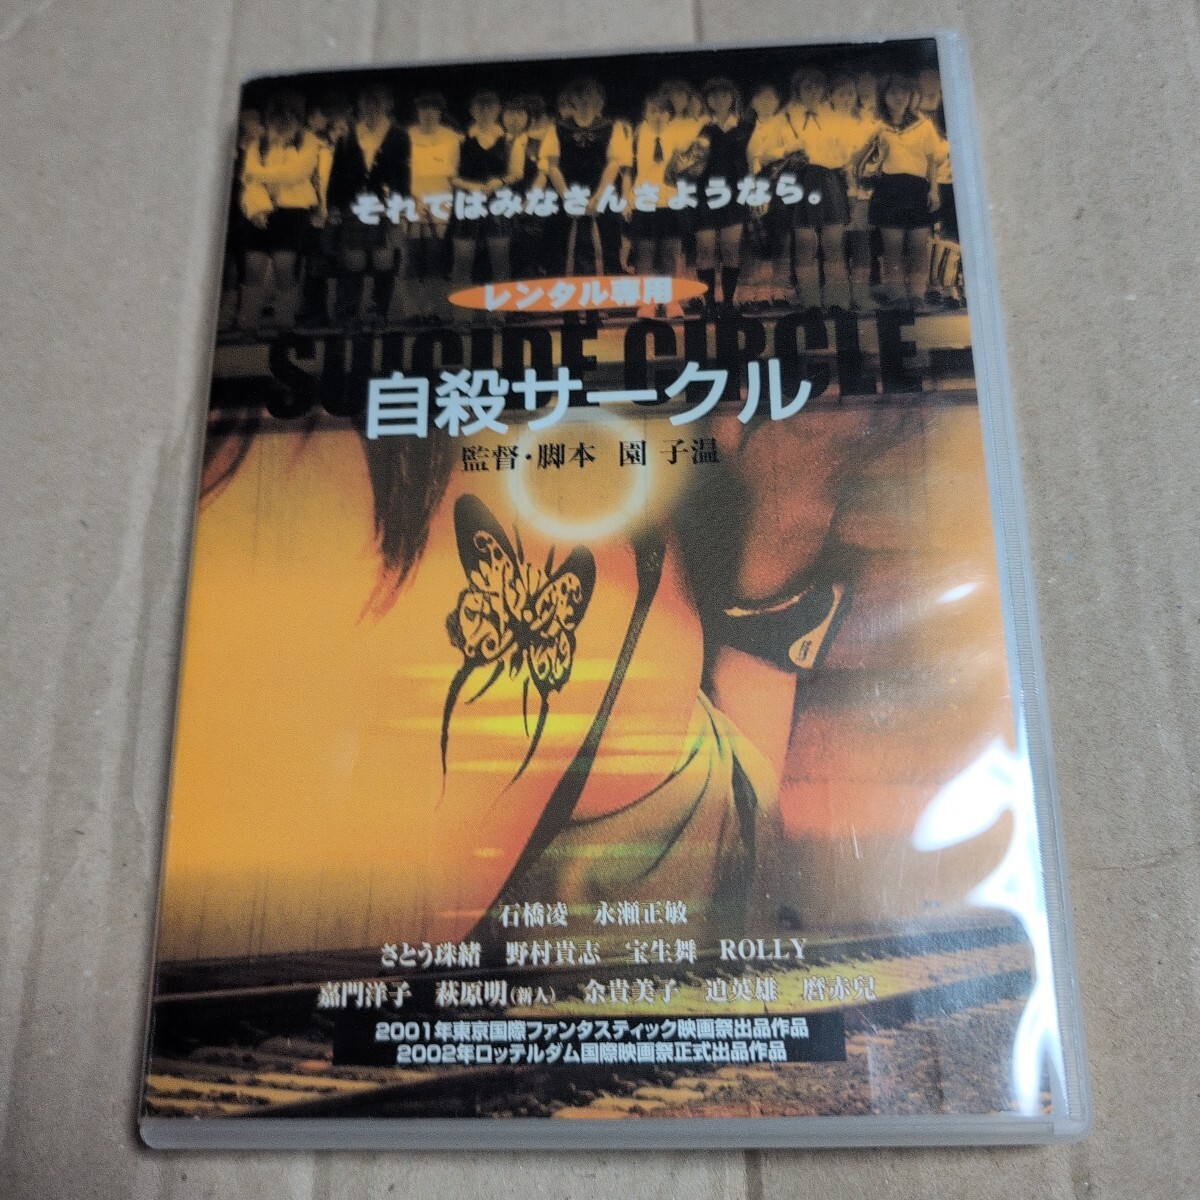 それではみなさんさようなら。
レンタル専用
SUICIDE CIRCLE
自殺サークル
監督・脚本 園 子温
石橋凌 永瀬正敏
さとう珠緒 野村貴志 宝生舞 ROLLY
嘉門洋子 萩原明(新人) 余貴美子 迫英雄 麿赤兒
2001年東京国際ファンタスティック映画祭出品作品
2002年ロッテルダム国際映画祭正式出品作品